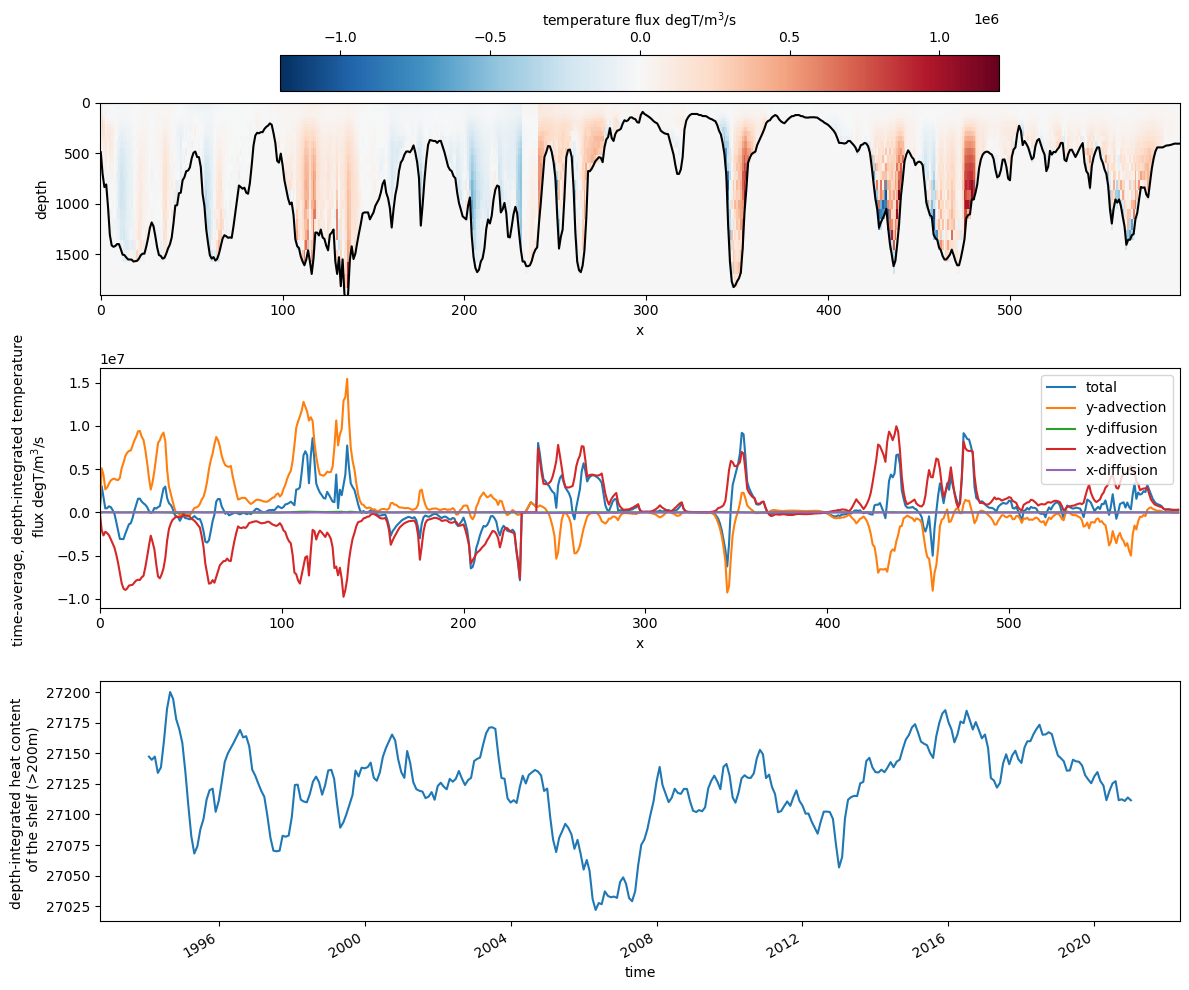 temperature flux degT/m³/s
1e6
−1.0 −0.5 0.0 0.5 1.0
0
500
1000
1500
depth
0 100 200 300 400 500
x
1e7
1.5
1.0
0.5
0.0
−0.5
−1.0
time-average, depth-integrated temperature
flux degT/m³/s
total
y-advection
y-diffusion
x-advection
x-diffusion
0 100 200 300 400 500
x
27200
27175
27150
27125
27100
27075
27050
27025
depth-integrated heat content
of the shelf (>200m)
1996 2000 2004 2008 2012 2016 2020
time